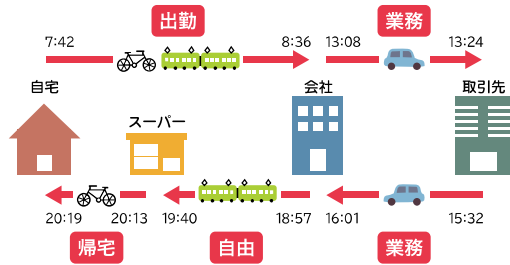 出勤
業務
7:42
8:36
13:08
13:24
自宅
会社
取引先
スーパー
20:19
20:13
19:40
18:57
16:01
15:32
帰宅
自由
業務